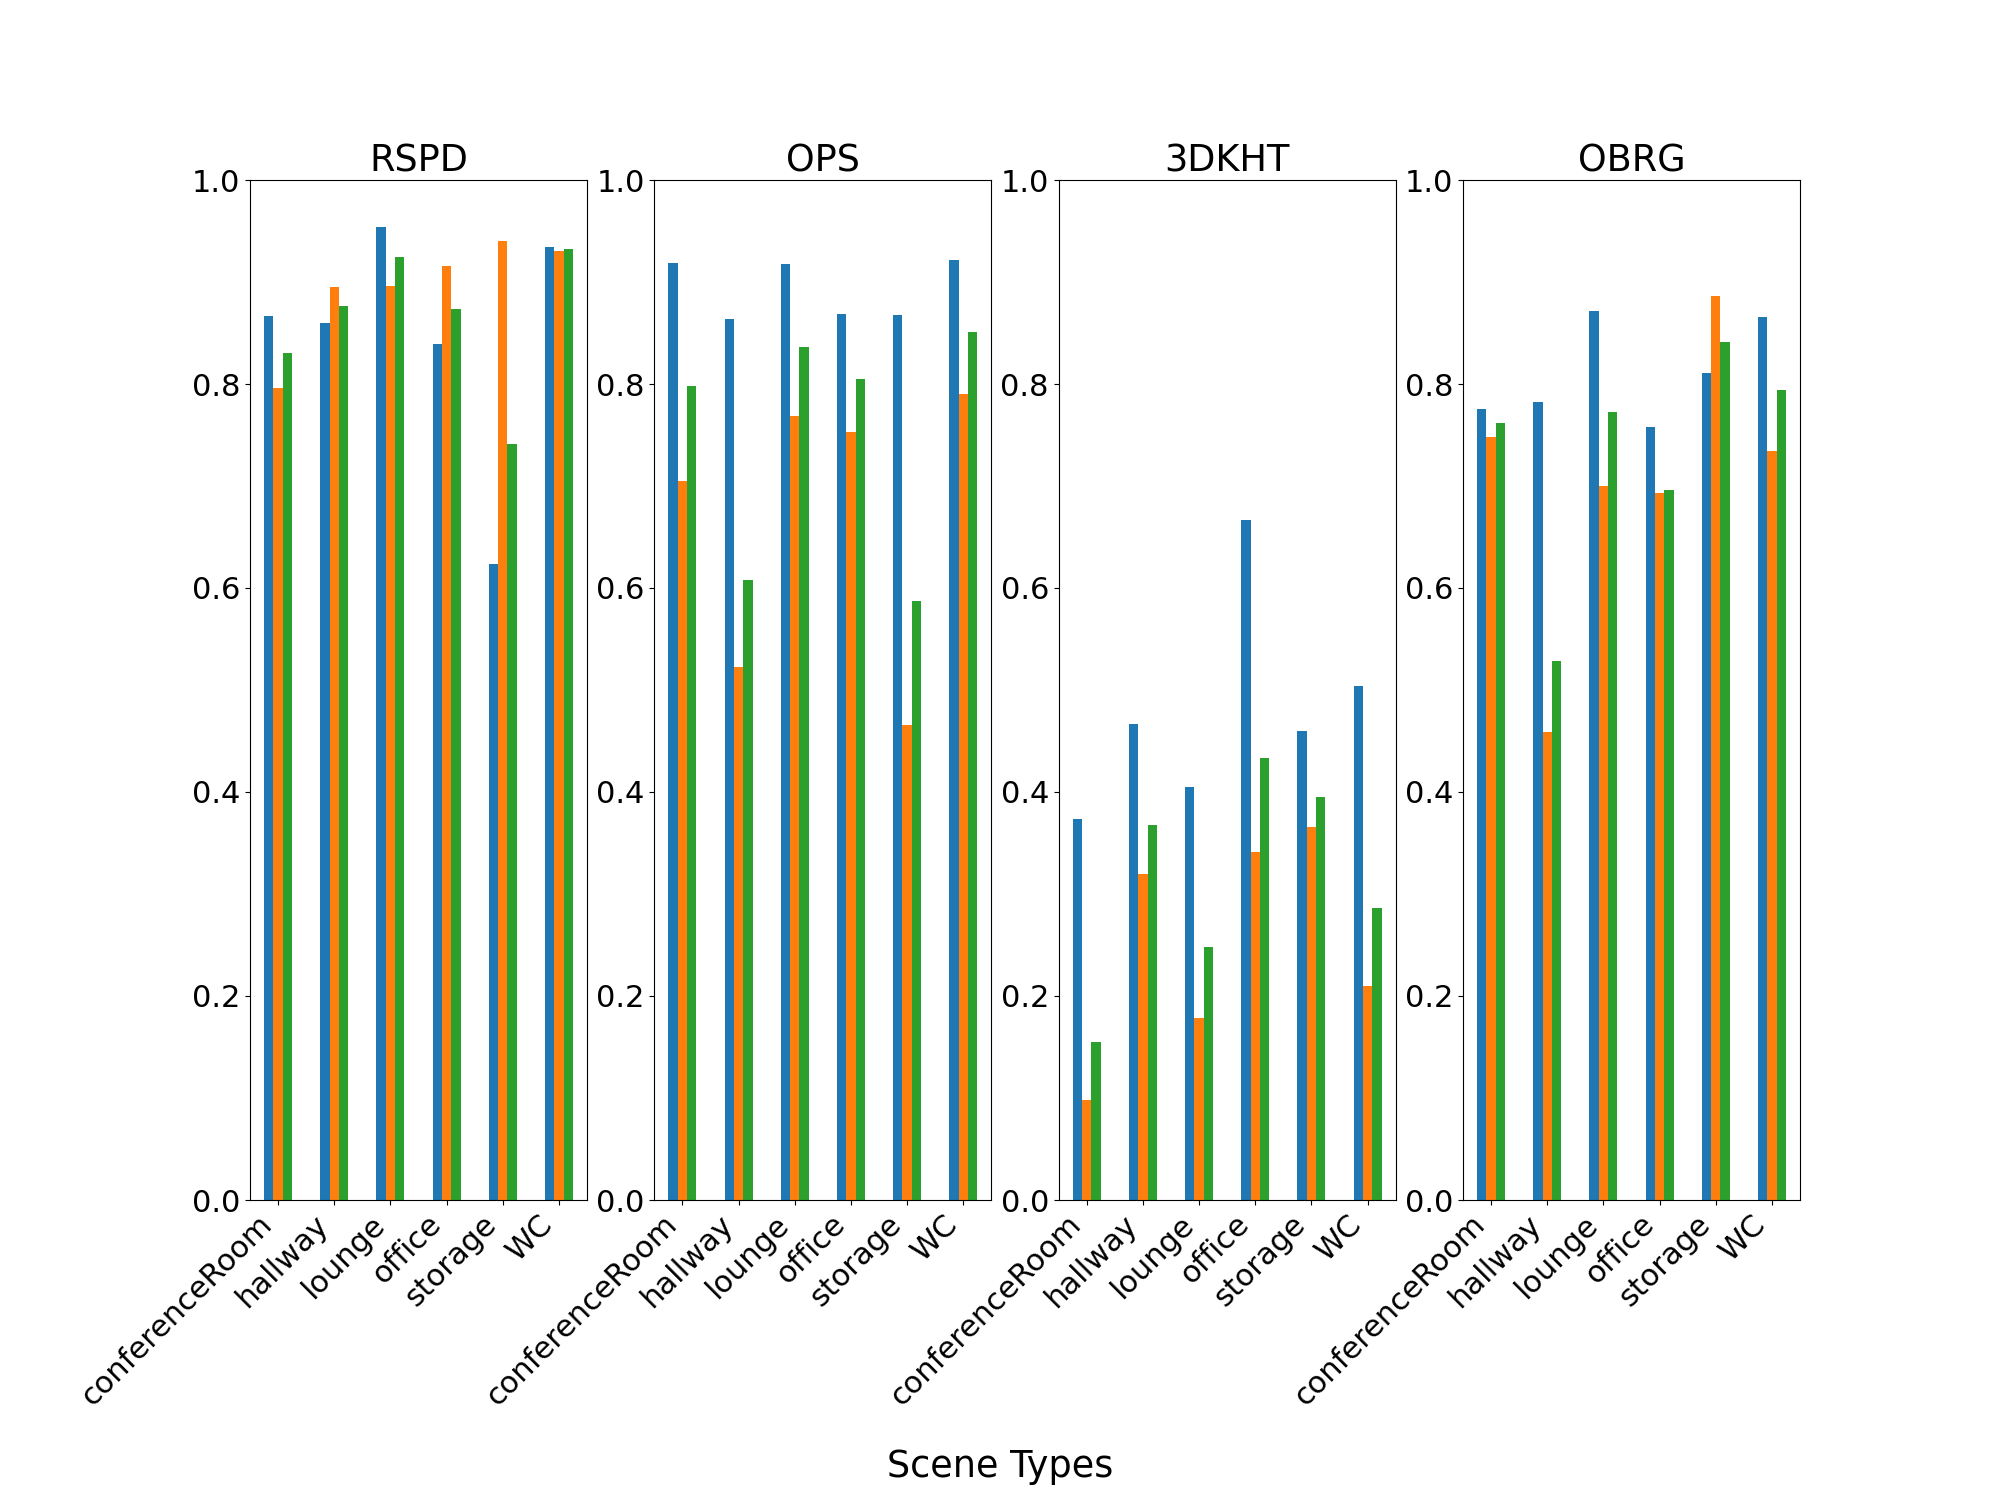 RSPD OPS 3DKHT OBRG
1.0 1.0 1.0 1.0
0.8 0.8 0.8 0.8
0.6 0.6 0.6 0.6
0.4 0.4 0.4 0.4
0.2 0.2 0.2 0.2
0.0 0.0 0.0 0.0
conferenceRoom hallway lounge office storage WC conferenceRoom hallway lounge office storage WC conferenceRoom hallway lounge office storage WC conferenceRoom hallway lounge office storage WC
Scene Types